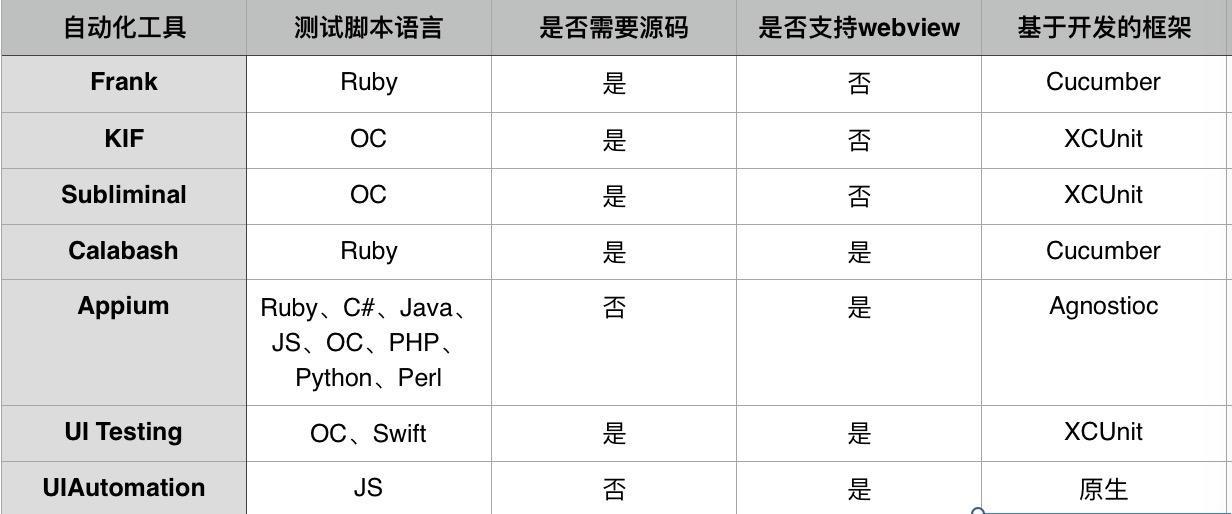 自动化工具 测试脚本语言 是否需要源码 是否支持webview 基于开发的框架
Frank Ruby 是 否 Cucumber
KIF OC 是 否 XCUnit
Subliminal OC 是 否 XCUnit
Calabash Ruby 是 是 Cucumber
Appium Ruby、C#、Java、 否 是 Agnostioc
JS、OC、PHP、
Python、Perl
UI Testing OC、Swift 是 是 XCUnit
UIAutomation JS 否 是 原生